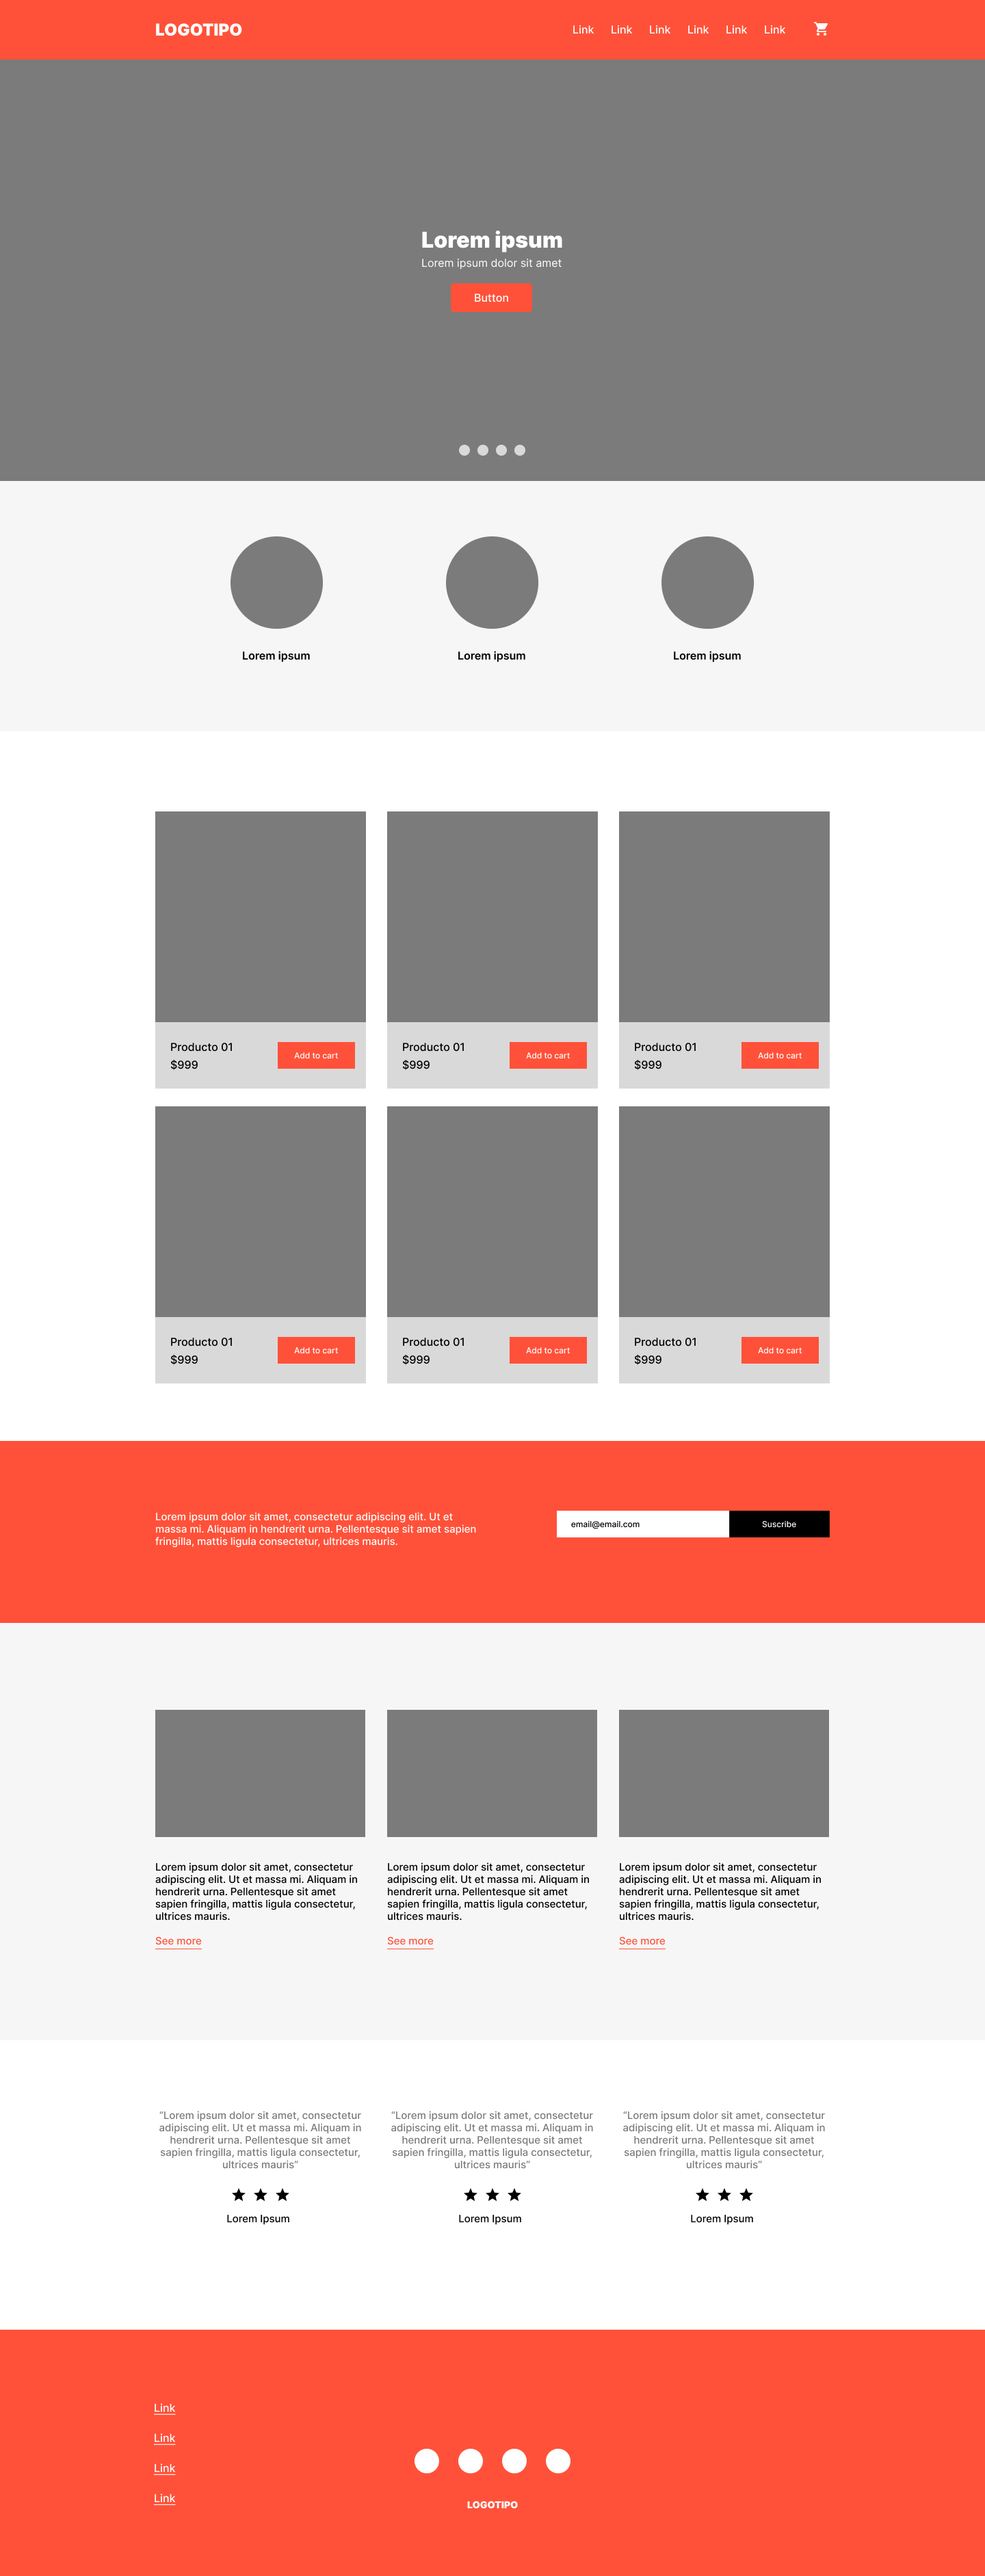 LOGOTIPO Link Link Link Link Link Link
Lorem ipsum
Lorem ipsum dolor sit amet
Button
Lorem ipsum Lorem ipsum Lorem ipsum
Producto 01
$999
Add to cart
Producto 01
$999
Add to cart
Producto 01
$999
Add to cart
Producto 01
$999
Add to cart
Producto 01
$999
Add to cart
Producto 01
$999
Add to cart
Lorem ipsum dolor sit amet, consectetur adipiscing elit. Ut et
massa mi. Aliquam in hendrerit urna. Pellentesque sit amet sapien
fringilla, mattis ligula consectetur, ultrices mauris.
email@email.com Suscribe
Lorem ipsum dolor sit amet, consectetur
adipiscing elit. Ut et massa mi. Aliquam in
hendrerit urna. Pellentesque sit amet
sapien fringilla, mattis ligula consectetur,
ultrices mauris.
See more
Lorem ipsum dolor sit amet, consectetur
adipiscing elit. Ut et massa mi. Aliquam in
hendrerit urna. Pellentesque sit amet
sapien fringilla, mattis ligula consectetur,
ultrices mauris.
See more
Lorem ipsum dolor sit amet, consectetur
adipiscing elit. Ut et massa mi. Aliquam in
hendrerit urna. Pellentesque sit amet
sapien fringilla, mattis ligula consectetur,
ultrices mauris.
See more
“Lorem ipsum dolor sit amet, consectetur
adipiscing elit. Ut et massa mi. Aliquam in
hendrerit urna. Pellentesque sit amet
sapien fringilla, mattis ligula consectetur,
ultrices mauris”
Lorem Ipsum
“Lorem ipsum dolor sit amet, consectetur
adipiscing elit. Ut et massa mi. Aliquam in
hendrerit urna. Pellentesque sit amet
sapien fringilla, mattis ligula consectetur,
ultrices mauris”
Lorem Ipsum
“Lorem ipsum dolor sit amet, consectetur
adipiscing elit. Ut et massa mi. Aliquam in
hendrerit urna. Pellentesque sit amet
sapien fringilla, mattis ligula consectetur,
ultrices mauris”
Lorem Ipsum
Link
Link
Link
Link
LOGOTIPO